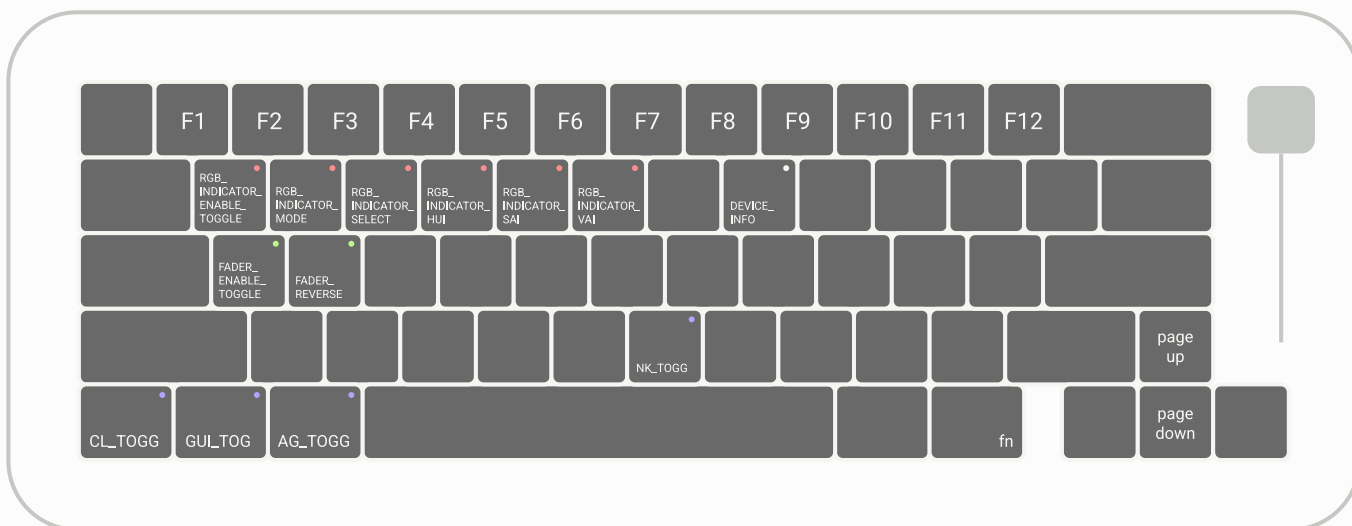 F1
F2
F3
F4
F5
F6
F7
F8
F9
F10
F11
F12
RGB_
INDICATOR_
ENABLE_
TOGGLE
RGB_
INDICATOR_
MODE
RGB_
INDICATOR_
SELECT
RGB_
INDICATOR_
HUI
RGB_
INDICATOR_
SAI
RGB_
INDICATOR_
VAI
DEVICE_
INFO
FADER_
ENABLE_
TOGGLE
FADER_
REVERSE
NK_TOGG
page
up
CL_TOGG
GUI_TOG
AG_TOGG
fn
page
down